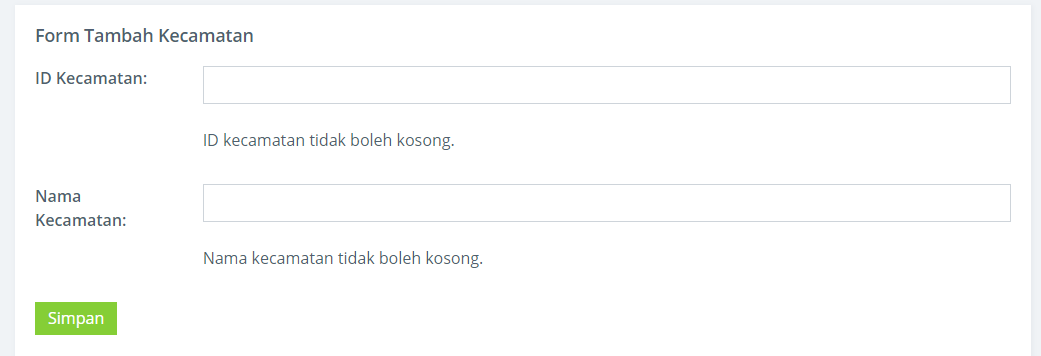 Form Tambah Kecamatan
ID Kecamatan:
ID kecamatan tidak boleh kosong.
Nama
Kecamatan:
Nama kecamatan tidak boleh kosong.
Simpan